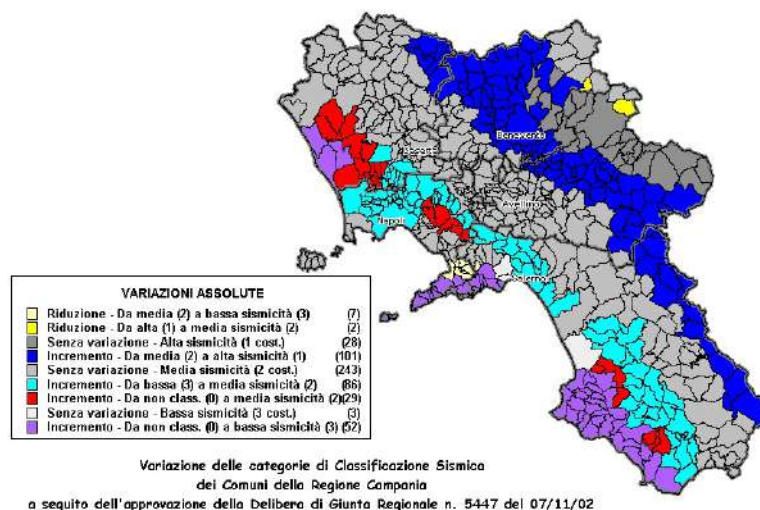 Benevento
Caserta
Avellino
Napoli
Salerno
VARIAZIONI ASSOLUTE
Riduzione - Da media (2) a bassa sismicità (3) (7)
Riduzione - Da alta (1) a media sismicità (2) (2)
Senza variazione - Alta sismicità (1 cost.) (28)
Incremento - Da media (2) a alta sismicità (1) (101)
Senza variazione - Media sismicità (2 cost.) (243)
Incremento - Da bassa (3) a media sismicità (2) (86)
Incremento - Da non class. (0) a media sismicità (2)(29)
Senza variazione - Bassa sismicità (3 cost.) (3)
Incremento - Da non class. (0) a bassa sismicità (3) (52)
Variazione delle categorie di Classificazione Sismica
dei Comuni della Regione Campania
a seguito dell'approvazione della Delibera di Giunta Regionale n. 5447 del 07/11/02